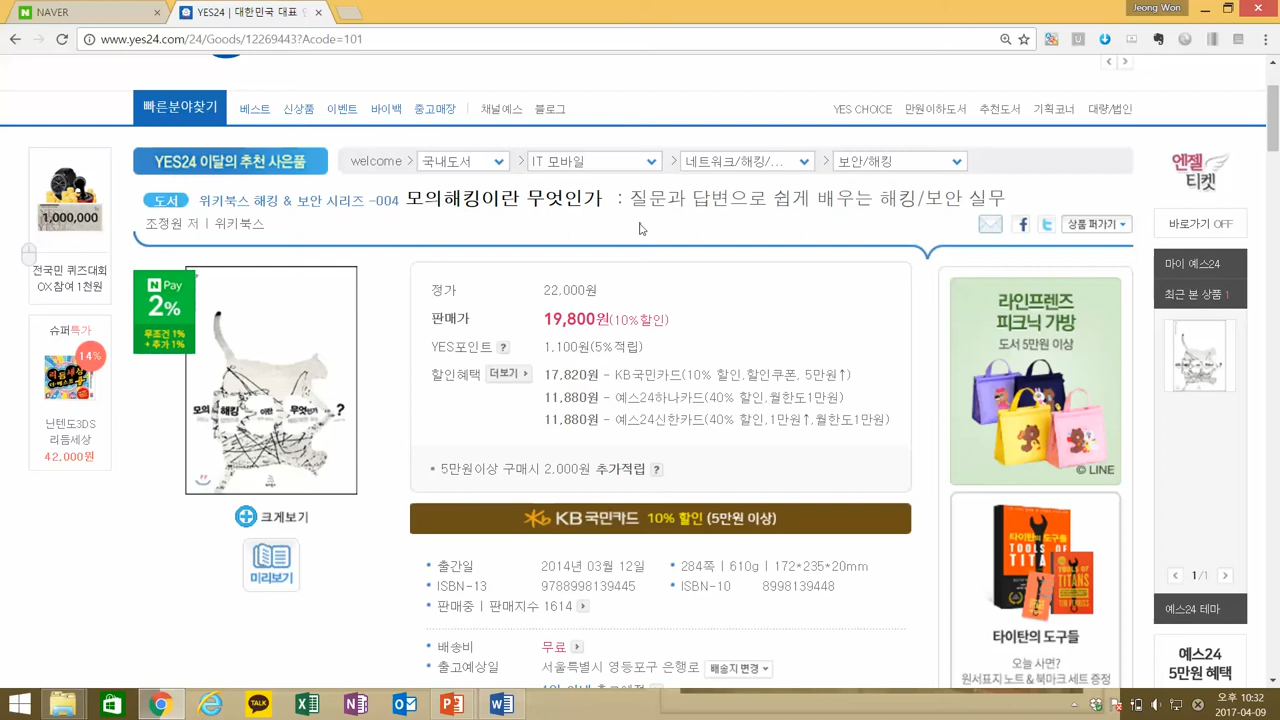 NAVER
YES24 | 대한민국 대표
Jeong Won
www.yes24.com/24/Goods/12269443?Acode=101
빠른분야찾기
베스트 신상품 이벤트 바이백 중고매장 채널예스 블로그
YES CHOICE 만원이하도서 추천도서 기획코너 대량/법인
YES24 이달의 추천 사은품
welcome > 국내도서 > IT 모바일 > 네트워크/해킹/... > 보안/해킹
도서 위키북스 해킹 & 보안 시리즈 -004 모의해킹이란 무엇인가 : 질문과 답변으로 쉽게 배우는 해킹/보안 실무
조정원 저 | 위키북스
상품 퍼가기
1,000,000
전국민 퀴즈대회
OX참여 1천원
슈퍼특가
14%
닌텐도3DS
리듬세상
42,000원
N Pay
2%
무조건 1%
+ 추가 1%
모의 해킹 이란 무엇인가 ?
크게보기
미리보기
정가 22,000원
판매가 19,800원(10%할인)
YES포인트 ? 1,100원(5%적립)
할인혜택 더보기 > 17,820원 - KB국민카드(10% 할인,할인쿠폰, 5만원↑)
11,880원 - 예스24하나카드(40% 할인,월한도1만원)
11,880원 - 예스24신한카드(40% 할인,1만원↑,월한도1만원)
• 5만원이상 구매시 2,000원 추가적립 ?
KB국민카드 10% 할인 (5만원 이상)
• 출간일 2014년 03월 12일 • 284쪽 | 610g | 172*235*20mm
• ISBN-13 9788998139445 • ISBN-10 8998139448
• 판매중 | 판매지수 1614
• 배송비 무료
• 출고예상일 서울특별시 영등포구 은행로 배송지 변경
라인프렌즈
피크닉 가방
도서 5만원 이상
© LINE
타이탄의 도구들
TOOLS OF TITANS
타이탄의 도구들
오늘 사면?
원서표지 노트 & 북마크 세트 증정
엔젤
티켓
바로가기 OFF
마이 예스24
최근 본 상품 1
1/1
예스24 테마
예스24
5만원 혜택
TALK
오후 10:32
2017-04-09